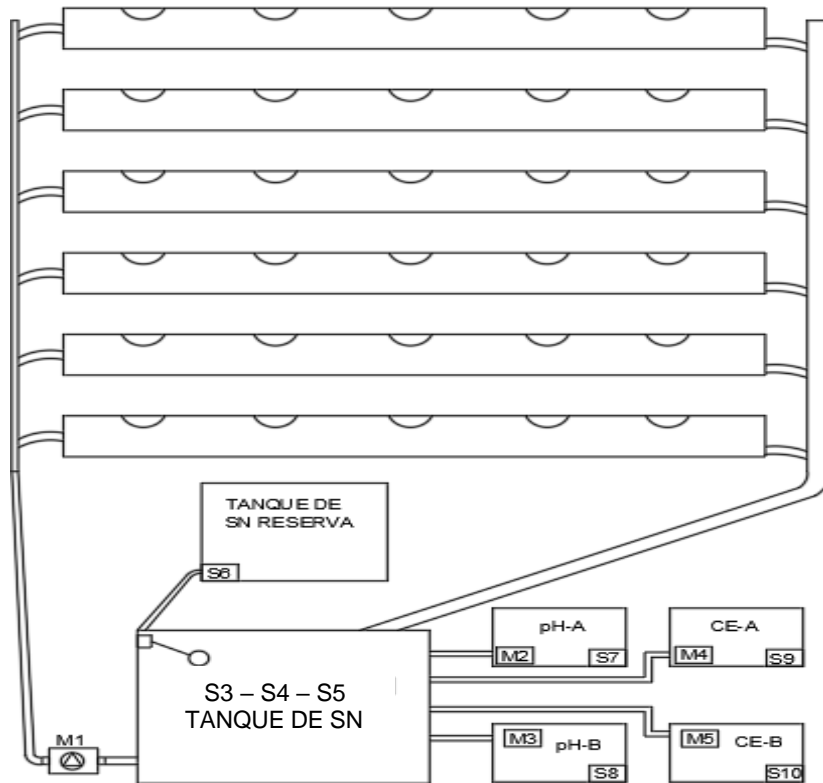 TANQUE DE
SN RESERVA
S6
pH-A
M2
S7
CE-A
M4
S9
S3 – S4 – S5
TANQUE DE SN
M1
M3
pH-B
S8
M5
CE-B
S10